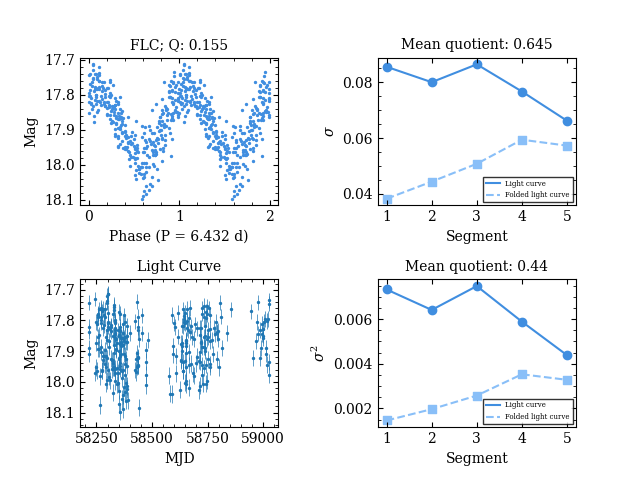 FLC; Q: 0.155
17.7
17.8
17.9
18.0
18.1
Mag
0 1 2
Phase (P = 6.432 d)
Mean quotient: 0.645
0.08
0.06
0.04
σ
Light curve
Folded light curve
1 2 3 4 5
Segment
Light Curve
17.7
17.8
17.9
18.0
18.1
Mag
58250 58500 58750 59000
MJD
Mean quotient: 0.44
0.006
0.004
0.002
σ²
Light curve
Folded light curve
1 2 3 4 5
Segment